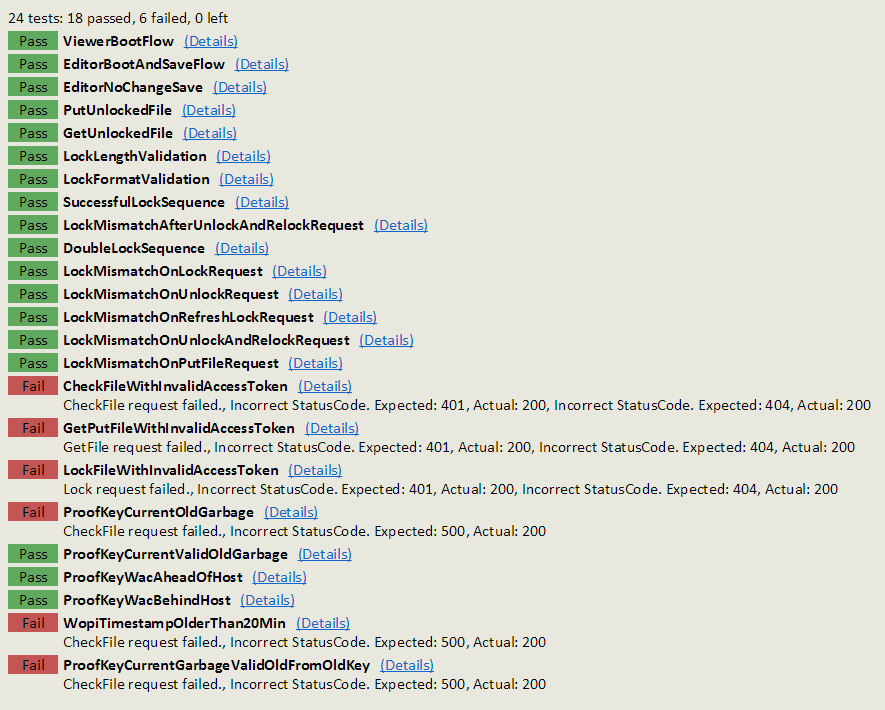 24 tests: 18 passed, 6 failed, 0 left
Pass ViewerBootFlow (Details)
Pass EditorBootAndSaveFlow (Details)
Pass EditorNoChangeSave (Details)
Pass PutUnlockedFile (Details)
Pass GetUnlockedFile (Details)
Pass LockLengthValidation (Details)
Pass LockFormatValidation (Details)
Pass SuccessfulLockSequence (Details)
Pass LockMismatchAfterUnlockAndRelockRequest (Details)
Pass DoubleLockSequence (Details)
Pass LockMismatchOnLockRequest (Details)
Pass LockMismatchOnUnlockRequest (Details)
Pass LockMismatchOnRefreshLockRequest (Details)
Pass LockMismatchOnUnlockAndRelockRequest (Details)
Pass LockMismatchOnPutFileRequest (Details)
Fail CheckFileWithInvalidAccessToken (Details)
CheckFile request failed., Incorrect StatusCode. Expected: 401, Actual: 200, Incorrect StatusCode. Expected: 404, Actual: 200
Fail GetPutFileWithInvalidAccessToken (Details)
GetFile request failed., Incorrect StatusCode. Expected: 401, Actual: 200, Incorrect StatusCode. Expected: 404, Actual: 200
Fail LockFileWithInvalidAccessToken (Details)
Lock request failed., Incorrect StatusCode. Expected: 401, Actual: 200, Incorrect StatusCode. Expected: 404, Actual: 200
Fail ProofKeyCurrentOldGarbage (Details)
CheckFile request failed., Incorrect StatusCode. Expected: 500, Actual: 200
Pass ProofKeyCurrentValidOldGarbage (Details)
Pass ProofKeyWacAheadOfHost (Details)
Pass ProofKeyWacBehindHost (Details)
Fail WopiTimestampOlderThan20Min (Details)
CheckFile request failed., Incorrect StatusCode. Expected: 500, Actual: 200
Fail ProofKeyCurrentGarbageValidOldFromOldKey (Details)
CheckFile request failed., Incorrect StatusCode. Expected: 500, Actual: 200